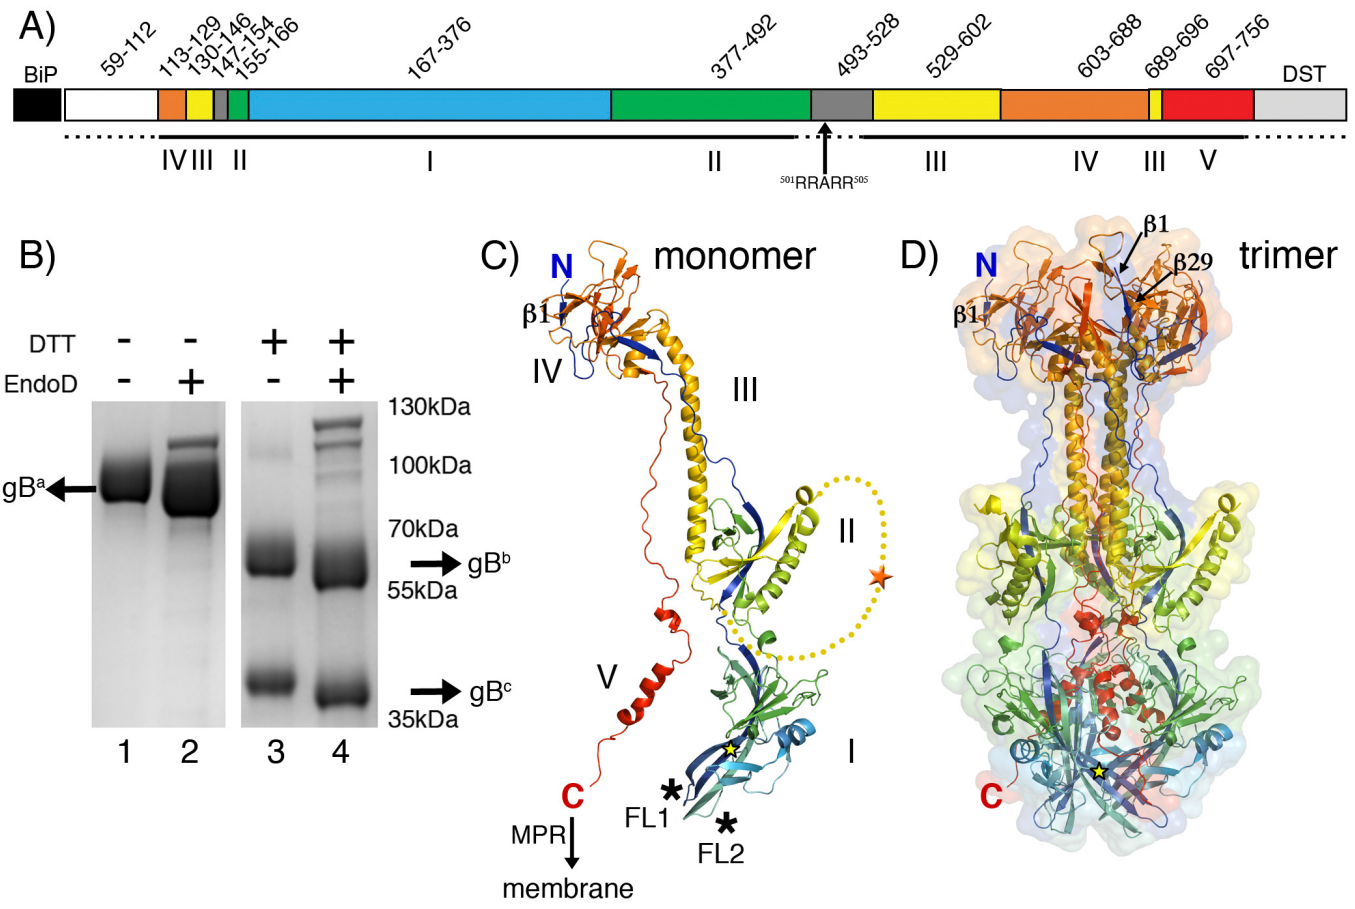 A)
BiP 59-112 113-129 130-146 147-154 155-166 167-376 377-492 493-528 529-602 603-688 689-696 697-756 DST
IV III II I II III IV III V
⁵⁰¹RRARR⁵⁰⁵
B)
DTT - - + +
EndoD - + - +
130kDa
100kDa
gBᵃ
70kDa
gBᵇ
55kDa
gBᶜ
35kDa
1 2 3 4
C) monomer
N
β1
IV
III
II
V
I
C
FL1 *
* FL2
MPR
membrane
D) trimer
β1
N
β29
β1
C